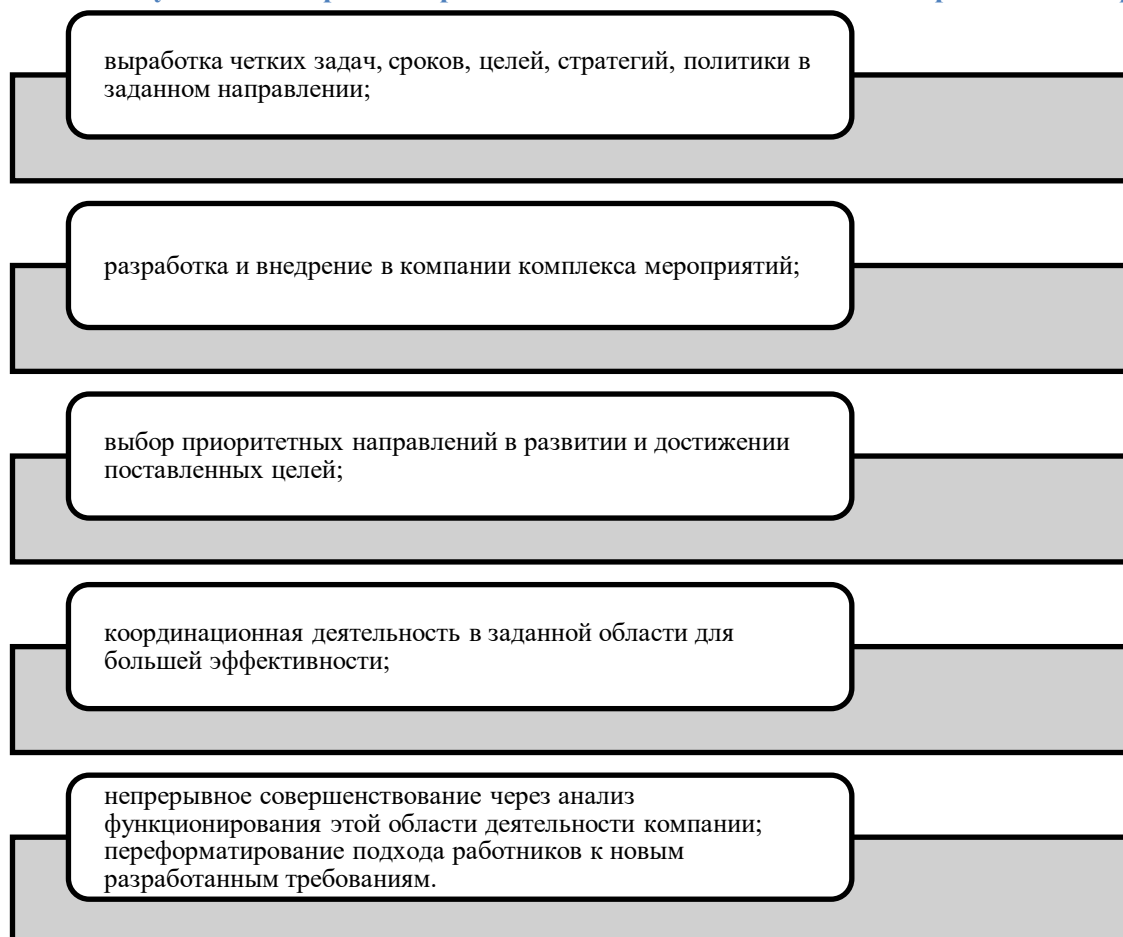 выработка четких задач, сроков, целей, стратегий, политики в
заданном направлении;
разработка и внедрение в компании комплекса мероприятий;
выбор приоритетных направлений в развитии и достижении
поставленных целей;
координационная деятельность в заданной области для
большей эффективности;
непрерывное совершенствование через анализ
функционирования этой области деятельности компании;
переформатирование подхода работников к новым
разработанным требованиям.